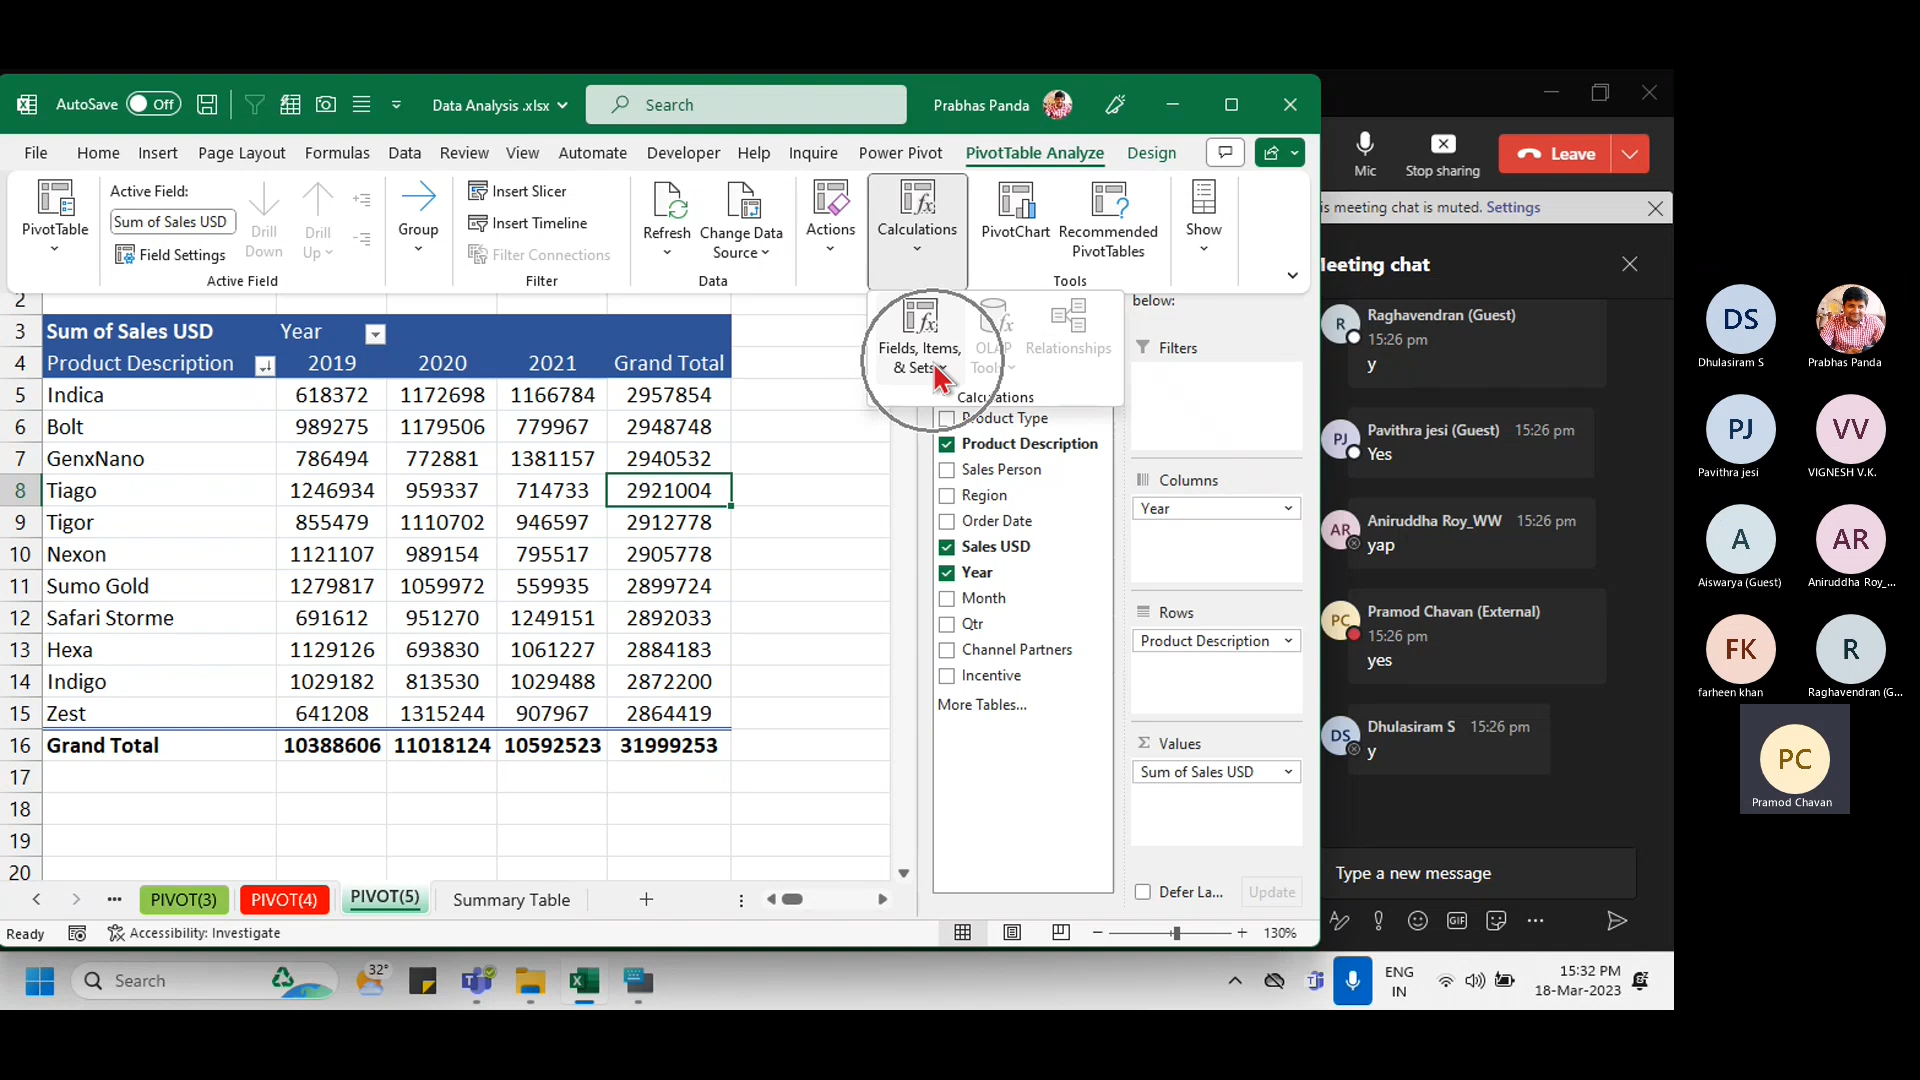 AutoSave Off Data Analysis .xlsx Search Prabhas Panda
File Home Insert Page Layout Formulas Data Review View Automate Developer Help Inquire Power Pivot PivotTable Analyze Design
PivotTable
Active Field:
Sum of Sales USD
Field Settings
Drill
Down
Drill
Up
Active Field
Group
Insert Slicer
Insert Timeline
Filter Connections
Filter
Refresh
Change Data
Source
Data
Actions
Calculations
PivotChart
Recommended
PivotTables
Tools
Show
Fields, Items,
& Sets
OLAP
Tools
Relationships
Calculations
2
3 Sum of Sales USD Year
4 Product Description 2019 2020 2021 Grand Total
5 Indica 618372 1172698 1166784 2957854
6 Bolt 989275 1179506 779967 2948748
7 GenxNano 786494 772881 1381157 2940532
8 Tiago 1246934 959337 714733 2921004
9 Tigor 855479 1110702 946597 2912778
10 Nexon 1121107 989154 795517 2905778
11 Sumo Gold 1279817 1059972 559935 2899724
12 Safari Storme 691612 951270 1249151 2892033
13 Hexa 1129126 693830 1061227 2884183
14 Indigo 1029182 813530 1029488 2872200
15 Zest 641208 1315244 907967 2864419
16 Grand Total 10388606 11018124 10592523 31999253
17
18
19
20
Product Type
Product Description
Sales Person
Region
Order Date
Sales USD
Year
Month
Qtr
Channel Partners
Incentive
More Tables...
below:
Filters
Columns
Year
Rows
Product Description
Σ Values
Sum of Sales USD
Defer La... Update
PIVOT(3) PIVOT(4) PIVOT(5) Summary Table
Ready Accessibility: Investigate 130%
Mic Stop sharing Leave
is meeting chat is muted. Settings
Meeting chat
R Raghavendran (Guest)
15:26 pm
y
PJ Pavithra jesi (Guest) 15:26 pm
Yes
AR Aniruddha Roy_WW 15:26 pm
yap
PC Pramod Chavan (External)
15:26 pm
yes
DS Dhulasiram S 15:26 pm
y
Type a new message
GIF
DS
Dhulasiram S
Prabhas Panda
PJ
Pavithra jesi
VV
VIGNESH V.K.
A
Aiswarya (Guest)
AR
Aniruddha Roy_...
FK
farheen khan
R
Raghavendran (G...
PC
Pramod Chavan
Search 32°
ENG
IN
15:32 PM
18-Mar-2023